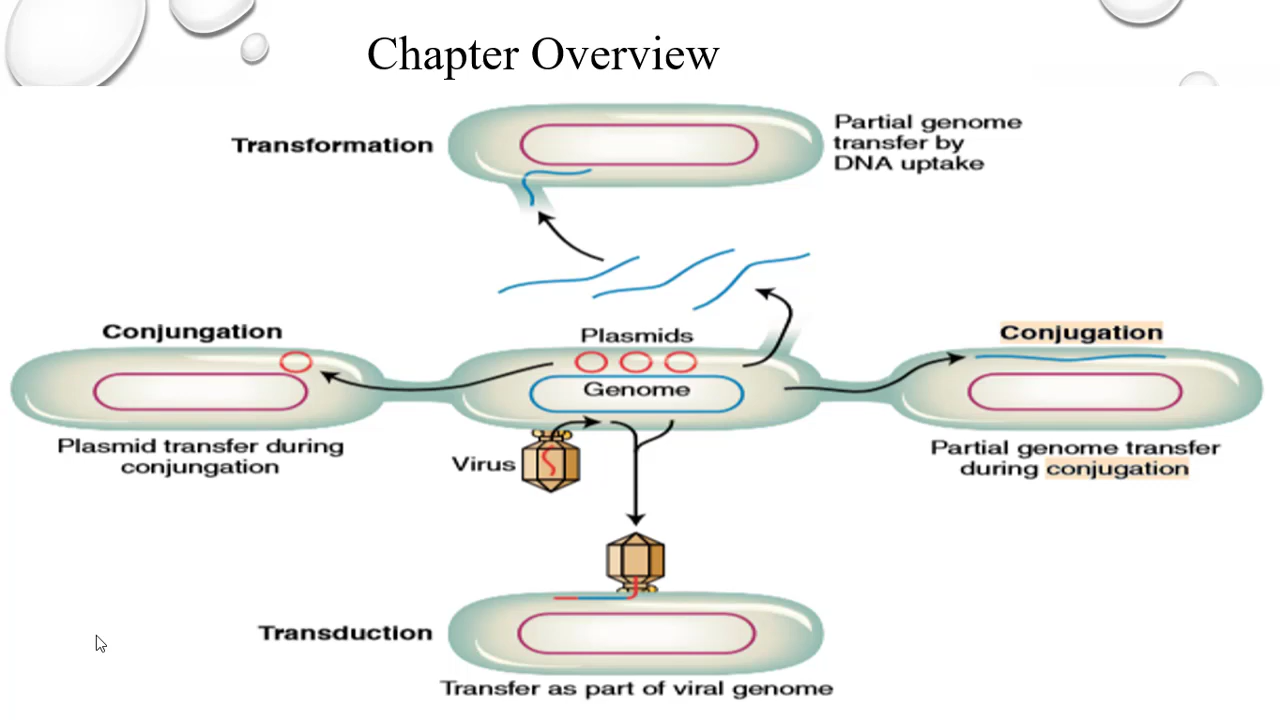 Chapter Overview
Transformation
Partial genome
transfer by
DNA uptake
Conjungation
Plasmids
Conjugation
Genome
Plasmid transfer during
conjungation
Virus
Partial genome transfer
during conjugation
Transduction
Transfer as part of viral genome